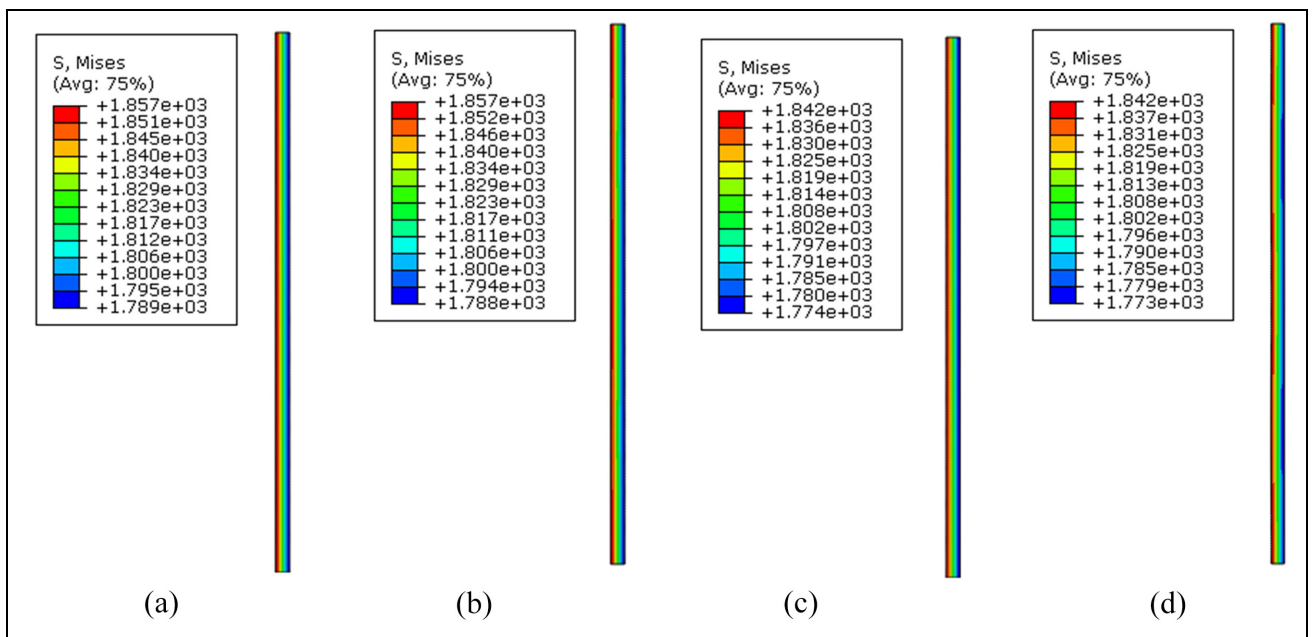 S, Mises
(Avg: 75%)
+1.857e+03
+1.851e+03
+1.845e+03
+1.840e+03
+1.834e+03
+1.829e+03
+1.823e+03
+1.817e+03
+1.812e+03
+1.806e+03
+1.800e+03
+1.795e+03
+1.789e+03
(a)
S, Mises
(Avg: 75%)
+1.857e+03
+1.852e+03
+1.846e+03
+1.840e+03
+1.834e+03
+1.829e+03
+1.823e+03
+1.817e+03
+1.811e+03
+1.806e+03
+1.800e+03
+1.794e+03
+1.788e+03
(b)
S, Mises
(Avg: 75%)
+1.842e+03
+1.836e+03
+1.830e+03
+1.825e+03
+1.819e+03
+1.814e+03
+1.808e+03
+1.802e+03
+1.797e+03
+1.791e+03
+1.785e+03
+1.780e+03
+1.774e+03
(c)
S, Mises
(Avg: 75%)
+1.842e+03
+1.837e+03
+1.831e+03
+1.825e+03
+1.819e+03
+1.813e+03
+1.808e+03
+1.802e+03
+1.796e+03
+1.790e+03
+1.785e+03
+1.779e+03
+1.773e+03
(d)